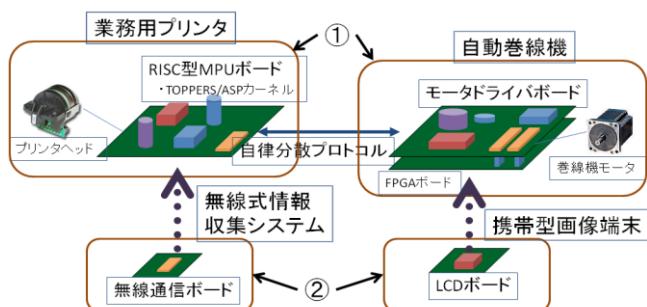 業務用プリンタ
①
自動巻線機
RISC型MPUボード
・TOPPERS/ASPカーネル
モータドライバボード
プリンタヘッド
自律分散プロトコル
FPGAボード
巻線機モータ
無線式情報
収集システム
携帯型画像端末
無線通信ボード
②
LCDボード